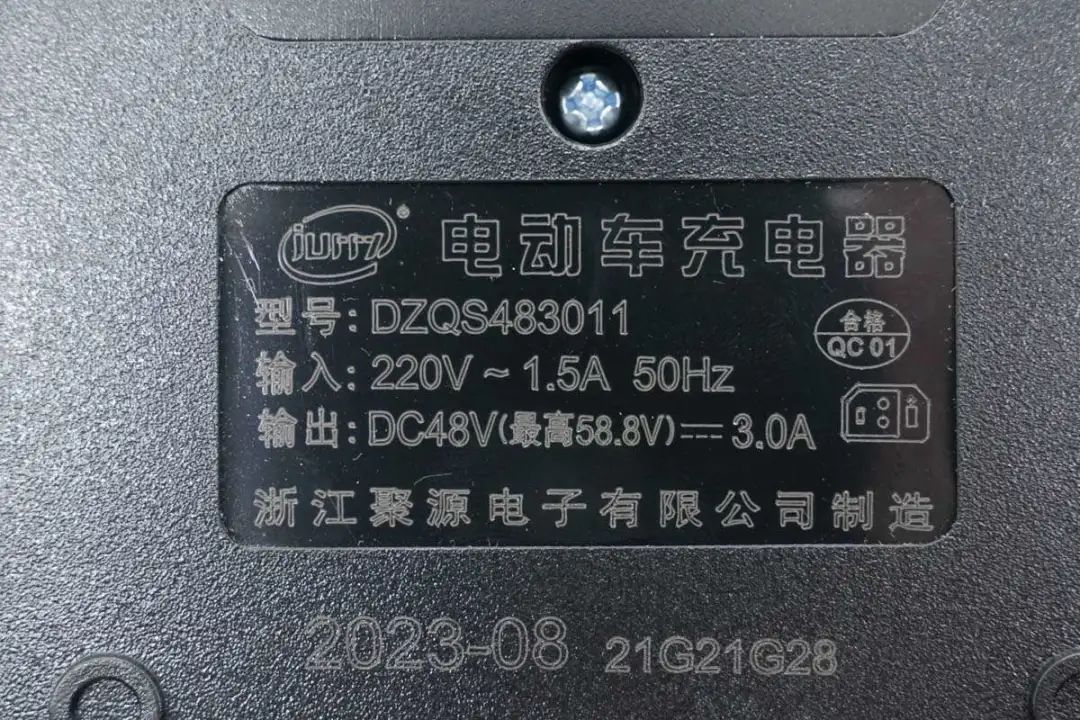 jurry® 电动车充电器
型号: DZQS483011
合格
QC 01
输入: 220V ~ 1.5A 50Hz
输出: DC48V(最高58.8V) ⎓ 3.0A
浙江聚源电子有限公司制造
2023-08 21G21G28